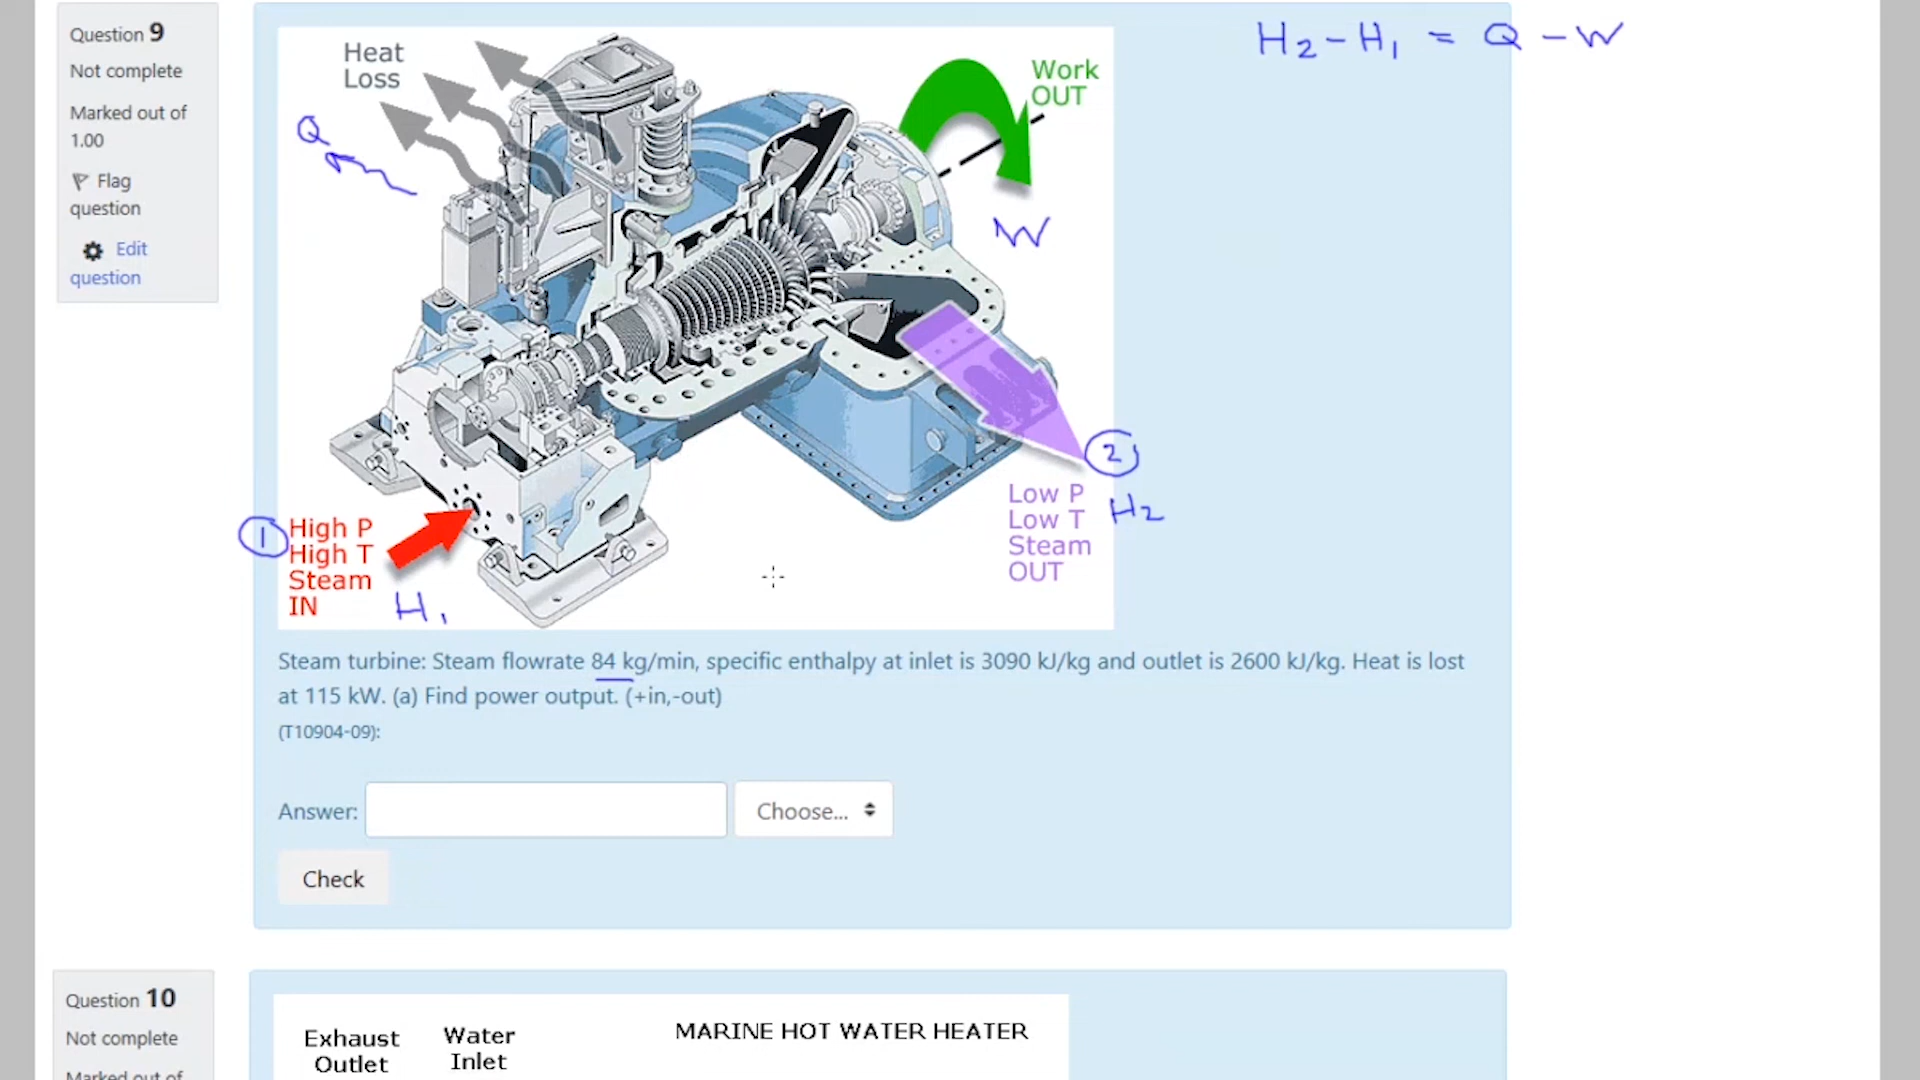 Question 9
Not complete
Marked out of
1.00
Flag
question
Edit
question
Heat
Loss
Q
Work
OUT
W
H₂ - H₁ = Q - W
1
High P
High T
Steam
IN
H₁
2
Low P
Low T
Steam
OUT
H₂
Steam turbine: Steam flowrate 84 kg/min, specific enthalpy at inlet is 3090 kJ/kg and outlet is 2600 kJ/kg. Heat is lost
at 115 kW. (a) Find power output. (+in,-out)
(T10904-09):
Answer:
Choose...
Check
Question 10
Not complete
Marked out of
Exhaust
Outlet
Water
Inlet
MARINE HOT WATER HEATER